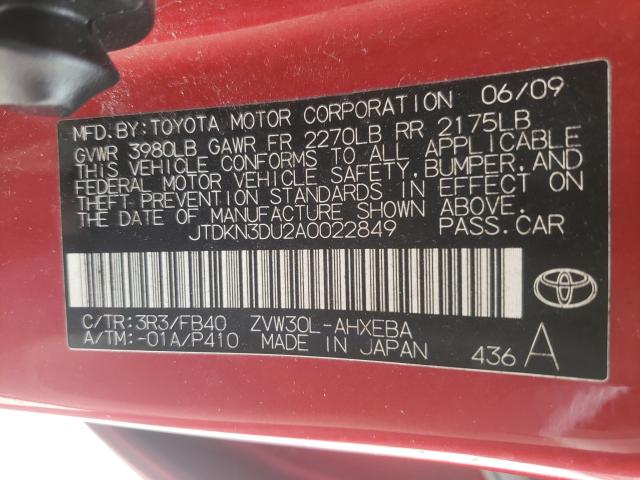 MFD. BY: TOYOTA MOTOR CORPORATION 06/09
GVWR 3980LB GAWR FR 2270LB RR 2175LB
THIS VEHICLE CONFORMS TO ALL APPLICABLE
FEDERAL MOTOR VEHICLE SAFETY, BUMPER, AND
THEFT PREVENTION STANDARDS IN EFFECT ON
THE DATE OF MANUFACTURE SHOWN ABOVE.
JTDKN3DU2A0022849 PASS. CAR
C/TR: 3R3/FB40 ZVW30L-AHXEBA
A/TM: -01A/P410 MADE IN JAPAN 436 A